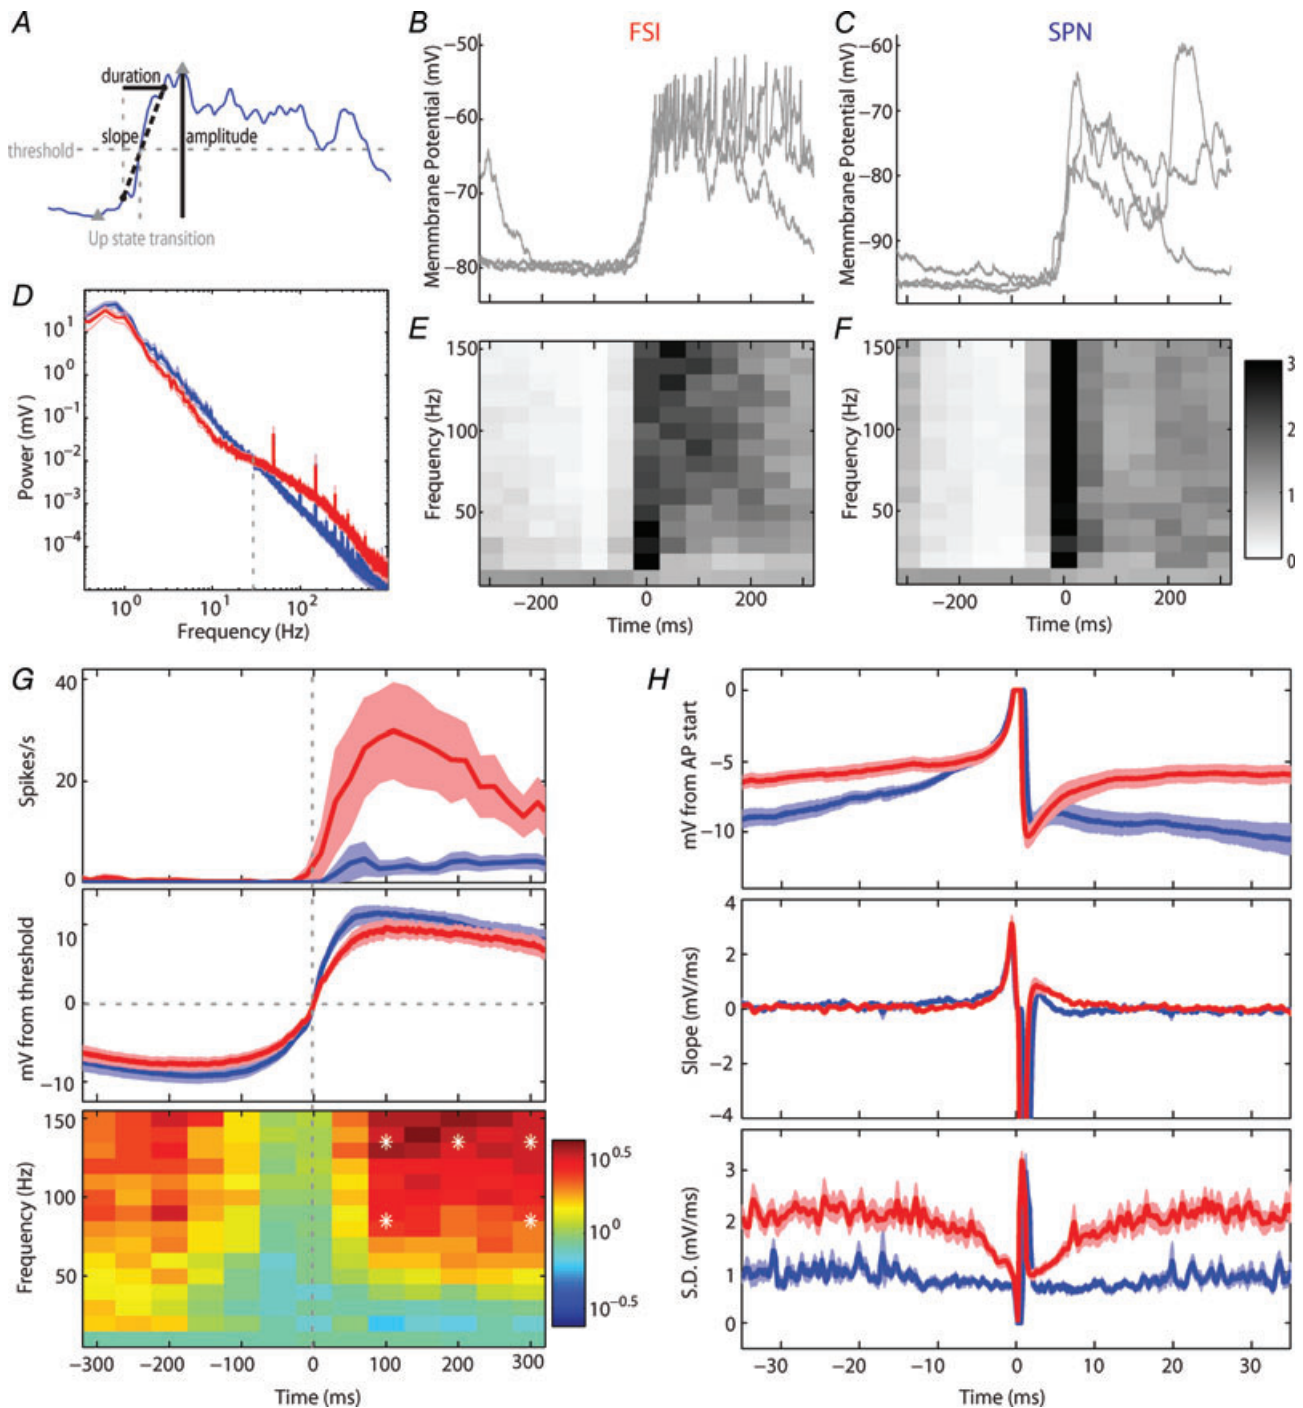 A
duration
slope
amplitude
threshold
Up state transition
B
FSI
Memmbrane Potential (mV)
−50
−60
−70
−80
C
SPN
Memmbrane Potential (mV)
−60
−70
−80
−90
D
Power (mV)
10^1
10^0
10^−1
10^−2
10^−3
10^−4
10^0
10^1
10^2
Frequency (Hz)
E
Frequency (Hz)
150
100
50
−200
0
200
Time (ms)
F
Frequency (Hz)
150
100
50
−200
0
200
Time (ms)
3
2
1
0
G
Spikes/s
40
20
0
mV from threshold
10
0
−10
Frequency (Hz)
150
100
50
−300
−200
−100
0
100
200
300
Time (ms)
10^0.5
10^0
10^−0.5
H
mV from AP start
0
−5
−10
Slope (mV/ms)
4
2
0
−2
−4
S.D. (mV/ms)
3
2
1
0
−30
−20
−10
0
10
20
30
Time (ms)